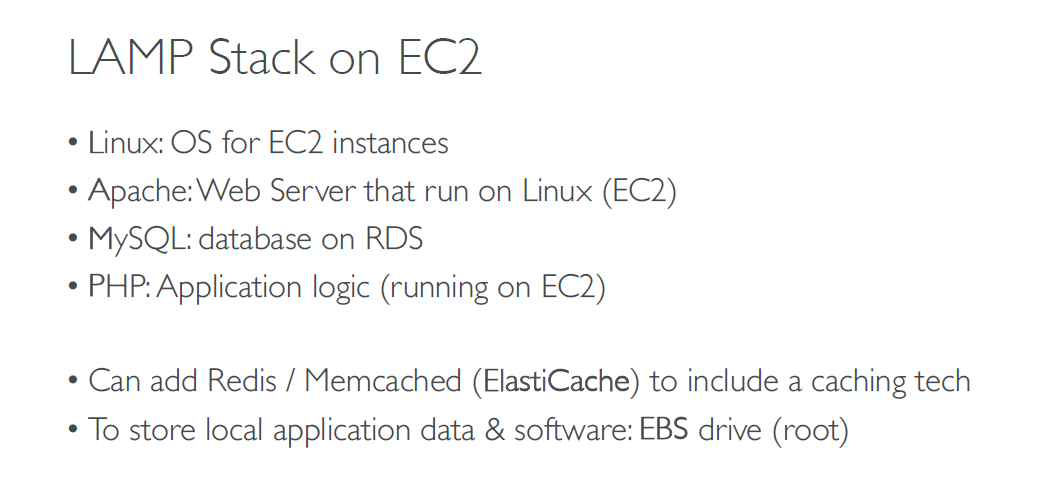 LAMP Stack on EC2
• Linux: OS for EC2 instances
• Apache: Web Server that run on Linux (EC2)
• MySQL: database on RDS
• PHP: Application logic (running on EC2)
• Can add Redis / Memcached (ElastiCache) to include a caching tech
• To store local application data & software: EBS drive (root)